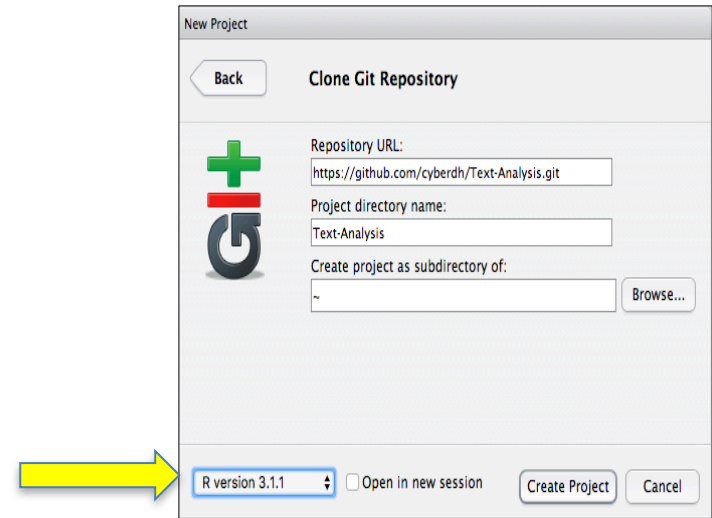 New Project
Back
Clone Git Repository
Repository URL:
https://github.com/cyberdh/Text-Analysis.git
Project directory name:
Text-Analysis
Create project as subdirectory of:
~
Browse...
GIT
R version 3.1.1
Open in new session
Create Project
Cancel